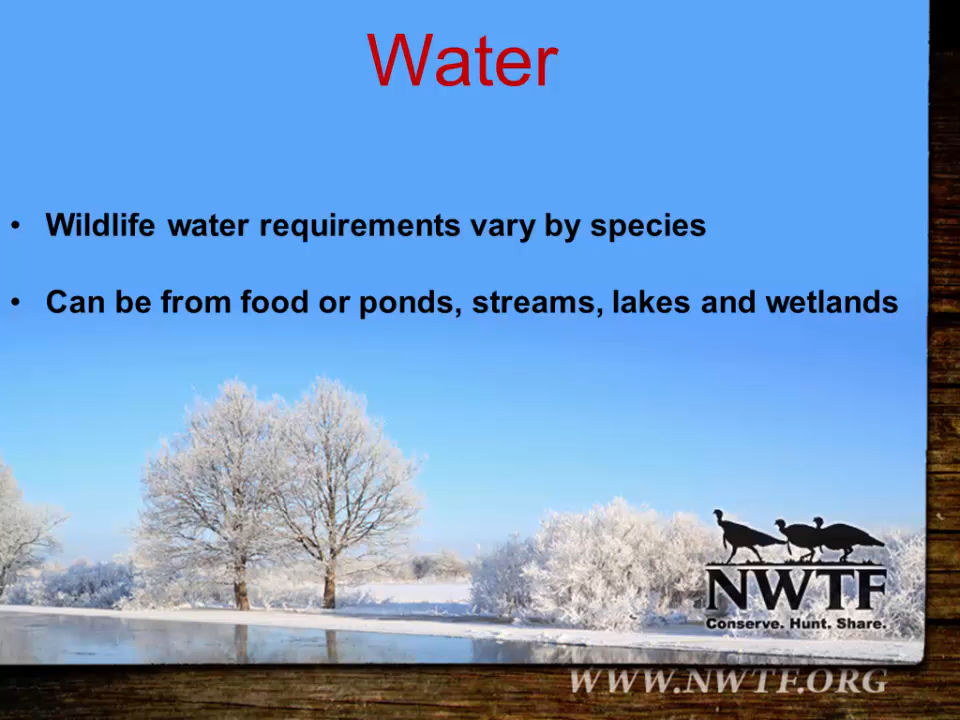 Water
• Wildlife water requirements vary by species
• Can be from food or ponds, streams, lakes and wetlands
NWTF
Conserve. Hunt. Share.
WWW.NWTF.ORG